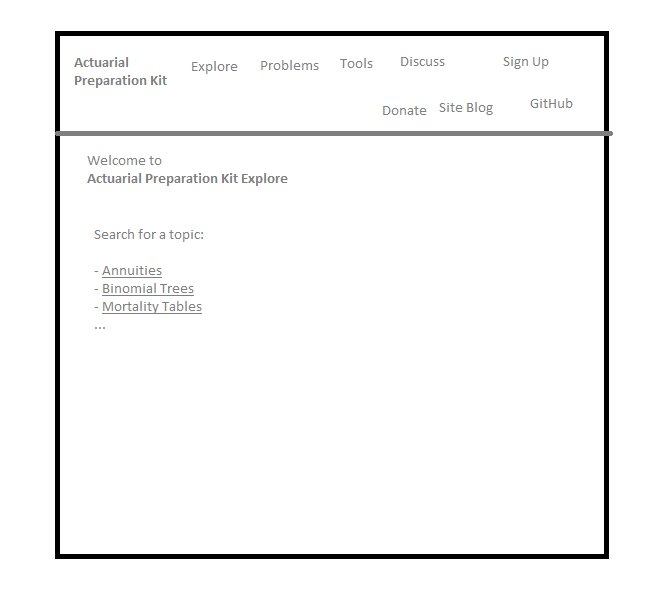 Actuarial
Preparation Kit
Explore
Problems
Tools
Discuss
Sign Up
Donate
Site Blog
GitHub
Welcome to
Actuarial Preparation Kit Explore
Search for a topic:
- Annuities
- Binomial Trees
- Mortality Tables
...